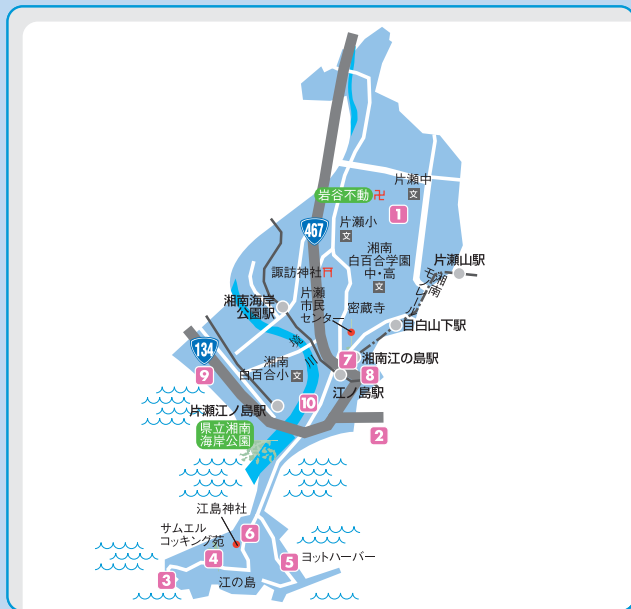 岩谷不動
片瀬中
1
片瀬小
467
湘南
白百合学園
中・高
片瀬山駅
諏訪神社
湘南
モノレール
片瀬
市民
センター
密蔵寺
湘南海岸
公園駅
目白山下駅
境川
134
湘南
白百合小
7
湘南江の島駅
9
8
江ノ島駅
10
片瀬江ノ島駅
県立湘南
海岸公園
2
江島神社
サムエル
コッキング苑
6
4
5
ヨットハーバー
3
江の島
文
文
文
文